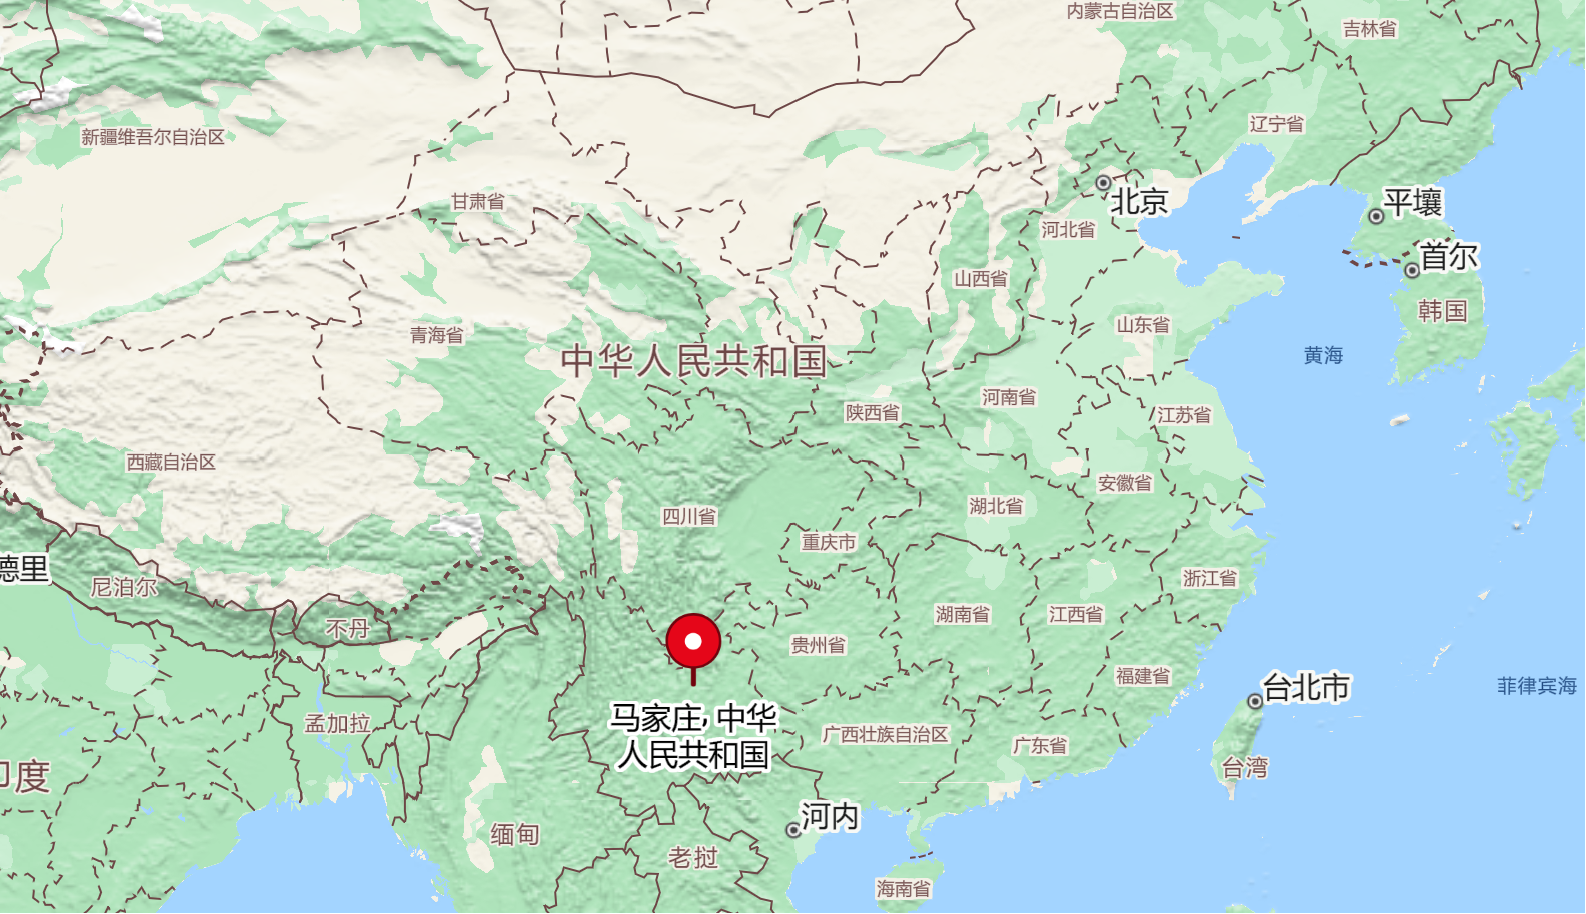 内蒙古自治区
吉林省
辽宁省
新疆维吾尔自治区
甘肃省
北京
平壤
河北省
首尔
山西省
韩国
山东省
青海省
中华人民共和国
黄海
河南省
陕西省
江苏省
西藏自治区
安徽省
湖北省
四川省
重庆市
德里
尼泊尔
浙江省
不丹
湖南省
江西省
贵州省
福建省
台北市
菲律宾海
马家庄, 中华
人民共和国
孟加拉
广西壮族自治区
广东省
台湾
印度
河内
缅甸
老挝
海南省